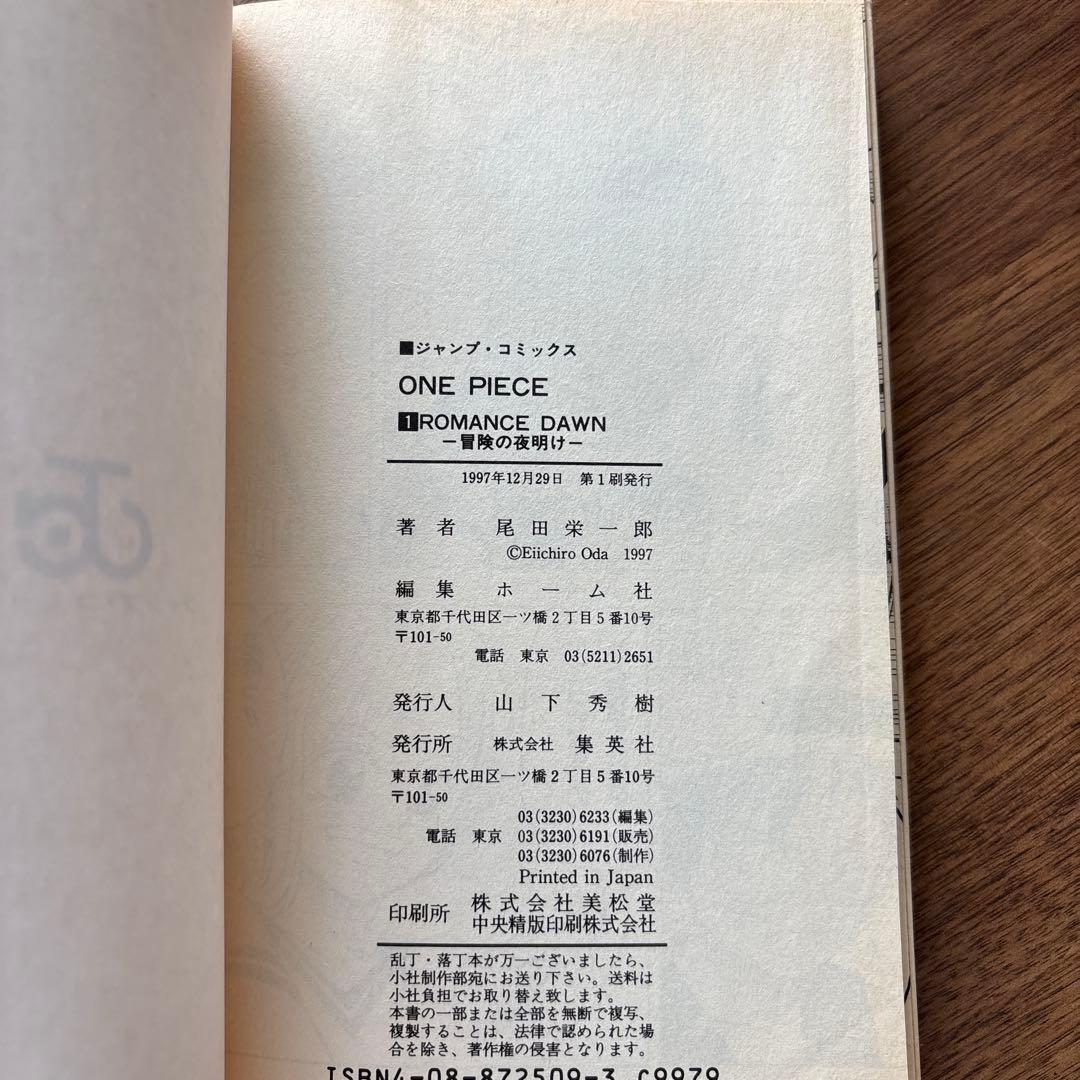 ■ジャンプ・コミックス
ONE PIECE
1 ROMANCE DAWN
－冒険の夜明け－
1997年12月29日 第1刷発行
著者 尾田栄一郎
©Eiichiro Oda 1997
編集 ホーム社
東京都千代田区一ツ橋2丁目5番10号
〒101-50
電話 東京 03(5211)2651
発行人 山下秀樹
発行所 株式会社 集英社
東京都千代田区一ツ橋2丁目5番10号
〒101-50
03(3230)6233(編集)
電話 東京 03(3230)6191(販売)
03(3230)6076(制作)
Printed in Japan
印刷所 株式会社美松堂
中央精版印刷株式会社
乱丁・落丁本が万一ございましたら、
小社制作部宛にお送り下さい。送料は
小社負担でお取り替え致します。
本書の一部または全部を無断で複写、
複製することは、法律で認められた場
合を除き、著作権の侵害となります。
ISBN4-08-872509-3 C9979